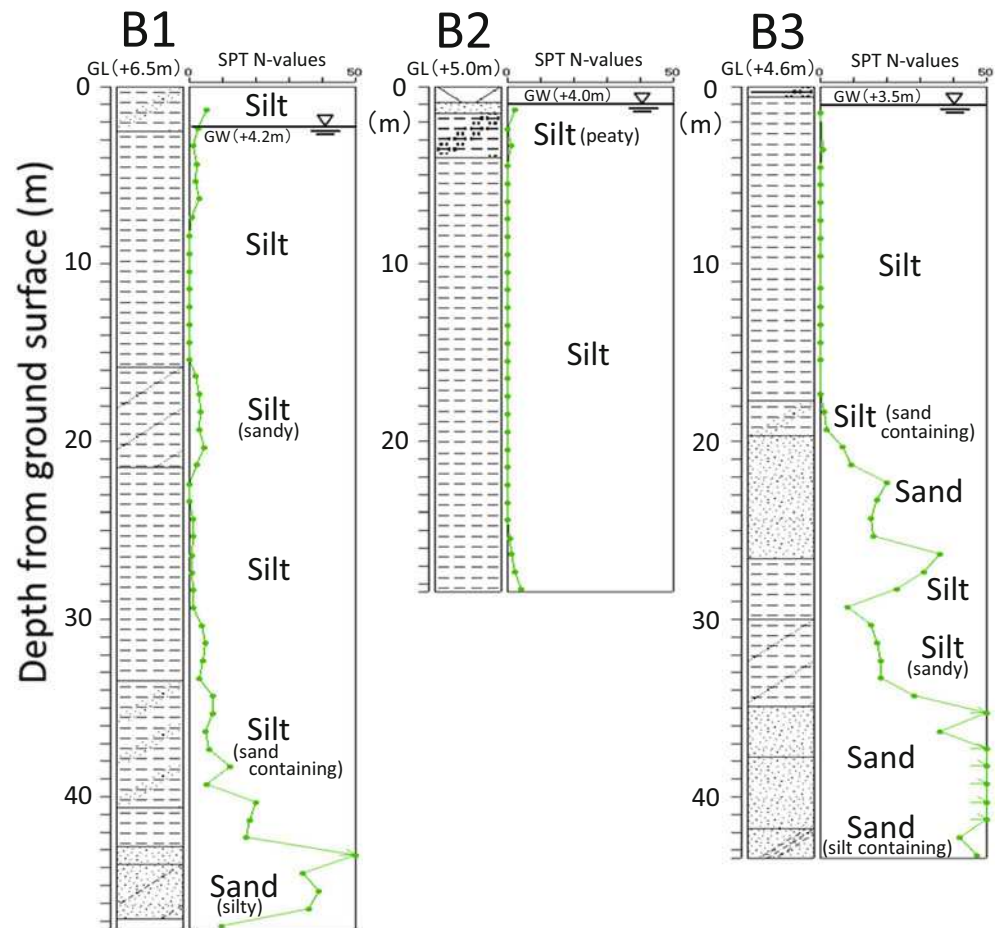 B1
GL(+6.5m)
SPT N-values
0
50
0
10
20
30
40
Depth from ground surface (m)
Silt
GW(+4.2m)
Silt
Silt
(sandy)
Silt
Silt
(sand
containing)
Sand
(silty)
B2
GL(+5.0m)
SPT N-values
0
50
0
(m)
10
20
GW(+4.0m)
Silt (peaty)
Silt
B3
GL(+4.6m)
SPT N-values
0
50
0
(m)
10
20
30
40
GW(+3.5m)
Silt
Silt (sand
containing)
Sand
Silt
Silt
(sandy)
Sand
Sand
(silt containing)